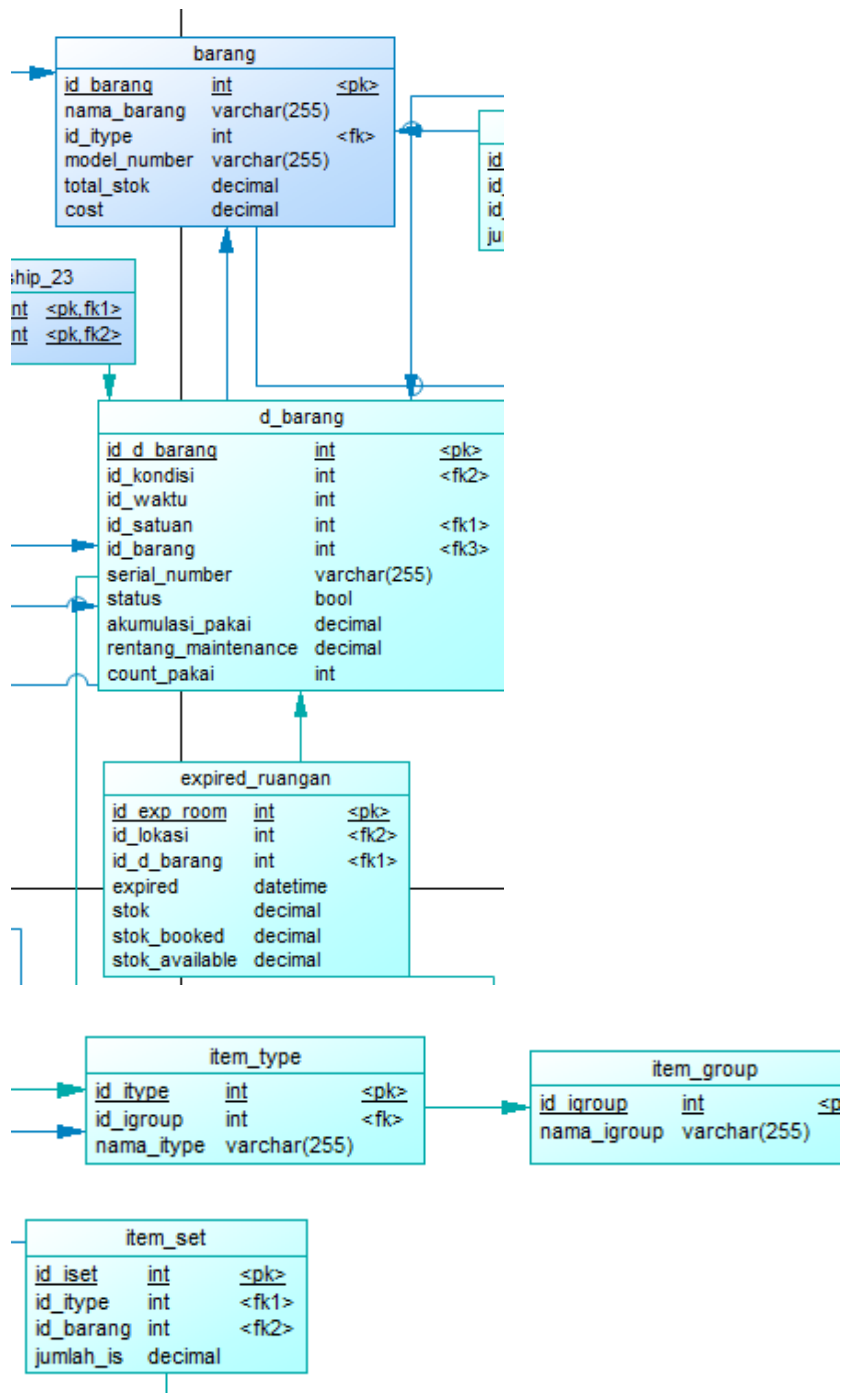 barang
id_barang int <pk>
nama_barang varchar(255)
id_itype int <fk>
model_number varchar(255)
total_stok decimal
cost decimal
id
id_
id_
ju
ship_23
nt <pk,fk1>
nt <pk,fk2>
d_barang
id_d_barang int <pk>
id_kondisi int <fk2>
id_waktu int
id_satuan int <fk1>
id_barang int <fk3>
serial_number varchar(255)
status bool
akumulasi_pakai decimal
rentang_maintenance decimal
count_pakai int
expired_ruangan
id_exp_room int <pk>
id_lokasi int <fk2>
id_d_barang int <fk1>
expired datetime
stok decimal
stok_booked decimal
stok_available decimal
item_type
id_itype int <pk>
id_igroup int <fk>
nama_itype varchar(255)
item_group
id_igroup int <p
nama_igroup varchar(255)
item_set
id_iset int <pk>
id_itype int <fk1>
id_barang int <fk2>
jumlah_is decimal